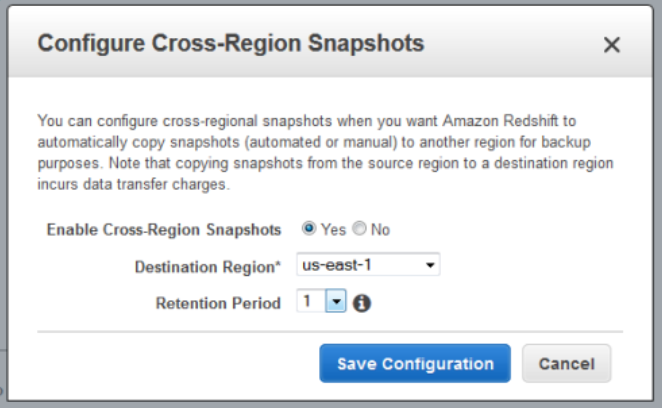 Configure Cross-Region Snapshots
You can configure cross-regional snapshots when you want Amazon Redshift to
automatically copy snapshots (automated or manual) to another region for backup
purposes. Note that copying snapshots from the source region to a destination region
incurs data transfer charges.
Enable Cross-Region Snapshots Yes No
Destination Region* us-east-1
Retention Period 1
Save Configuration Cancel